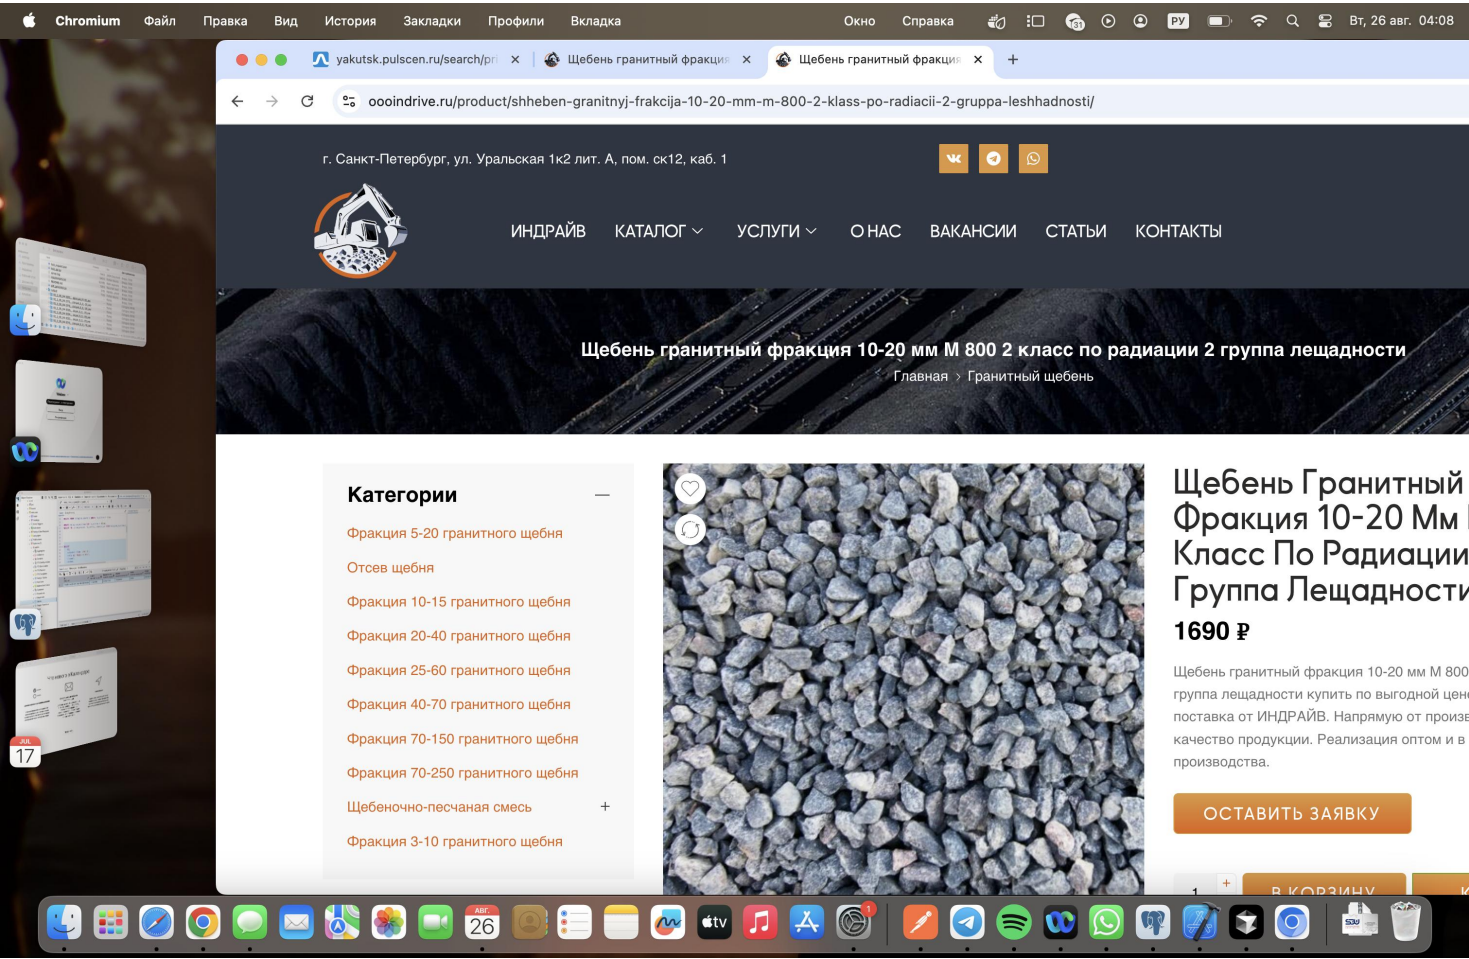 Chromium Файл Правка Вид История Закладки Профили Вкладка Окно Справка РУ Вт, 26 авг. 04:08
yakutsk.pulscen.ru/search/pri Щебень гранитный фракция Щебень гранитный фракция
oooindrive.ru/product/shheben-granitnyj-frakcija-10-20-mm-m-800-2-klass-po-radiacii-2-gruppa-leshhadnosti/
г. Санкт-Петербург, ул. Уральская 1к2 лит. А, пом. ск12, каб. 1
ИНДРАЙВ КАТАЛОГ УСЛУГИ О НАС ВАКАНСИИ СТАТЬИ КОНТАКТЫ
Щебень гранитный фракция 10-20 мм М 800 2 класс по радиации 2 группа лещадности
Главная > Гранитный щебень
Категории
Фракция 5-20 гранитного щебня
Отсев щебня
Фракция 10-15 гранитного щебня
Фракция 20-40 гранитного щебня
Фракция 25-60 гранитного щебня
Фракция 40-70 гранитного щебня
Фракция 70-150 гранитного щебня
Фракция 70-250 гранитного щебня
Щебеночно-песчаная смесь +
Фракция 3-10 гранитного щебня
Щебень Гранитный
Фракция 10-20 Мм
Класс По Радиации
Группа Лещадности
1690 ₽
Щебень гранитный фракция 10-20 мм М 800
группа лещадности купить по выгодной цене
поставка от ИНДРАЙВ. Напрямую от произв
качество продукции. Реализация оптом и в
производства.
ОСТАВИТЬ ЗАЯВКУ
1 + В КОРЗИНУ К
JUL
17
АВГ.
26
tv
1